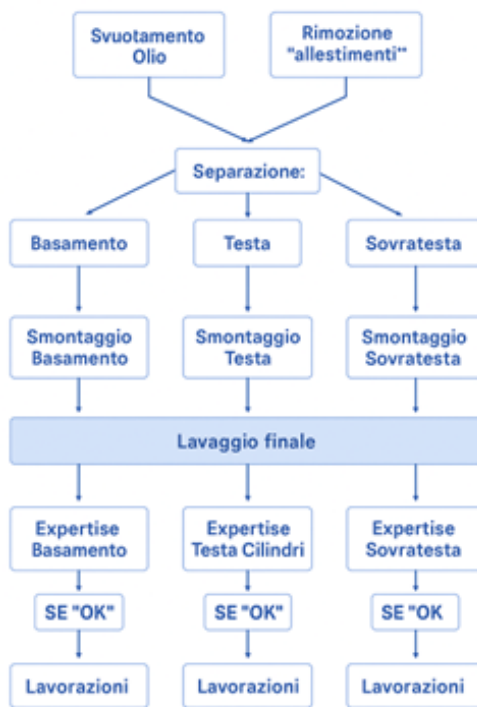 Svuotamento
Olio
Rimozione
"allestimenti"
Separazione:
Basamento
Testa
Sovratesta
Smontaggio
Basamento
Smontaggio
Testa
Smontaggio
Sovratesta
Lavaggio finale
Expertise
Basamento
Expertise
Testa Cilindri
Expertise
Sovratesta
SE "OK"
SE "OK"
SE "OK
Lavorazioni
Lavorazioni
Lavorazioni